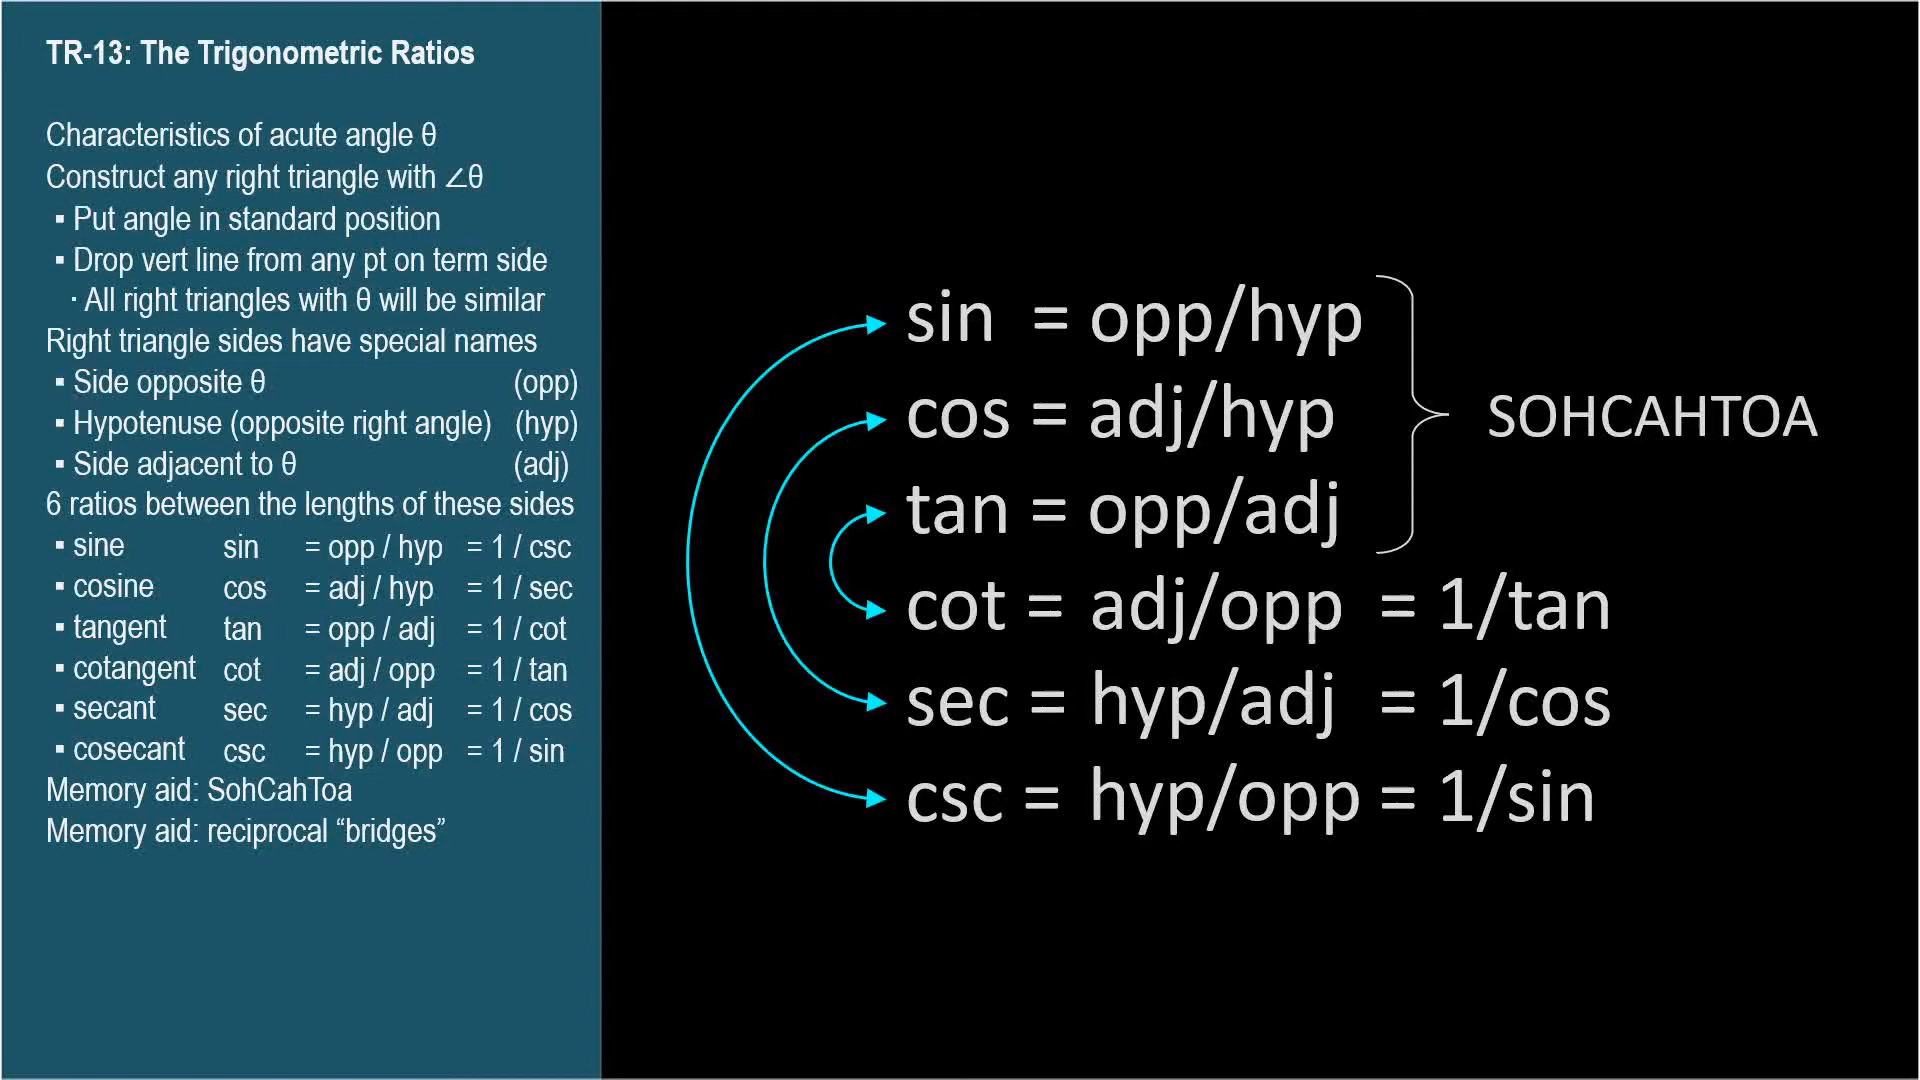 TR-13: The Trigonometric Ratios
Characteristics of acute angle θ
Construct any right triangle with ∠θ
▪ Put angle in standard position
▪ Drop vert line from any pt on term side
· All right triangles with θ will be similar
Right triangle sides have special names
▪ Side opposite θ (opp)
▪ Hypotenuse (opposite right angle) (hyp)
▪ Side adjacent to θ (adj)
6 ratios between the lengths of these sides
▪ sine sin = opp / hyp = 1 / csc
▪ cosine cos = adj / hyp = 1 / sec
▪ tangent tan = opp / adj = 1 / cot
▪ cotangent cot = adj / opp = 1 / tan
▪ secant sec = hyp / adj = 1 / cos
▪ cosecant csc = hyp / opp = 1 / sin
Memory aid: SohCahToa
Memory aid: reciprocal “bridges”
sin = opp/hyp
cos = adj/hyp
tan = opp/adj
SOHCAHTOA
cot = adj/opp = 1/tan
sec = hyp/adj = 1/cos
csc = hyp/opp = 1/sin